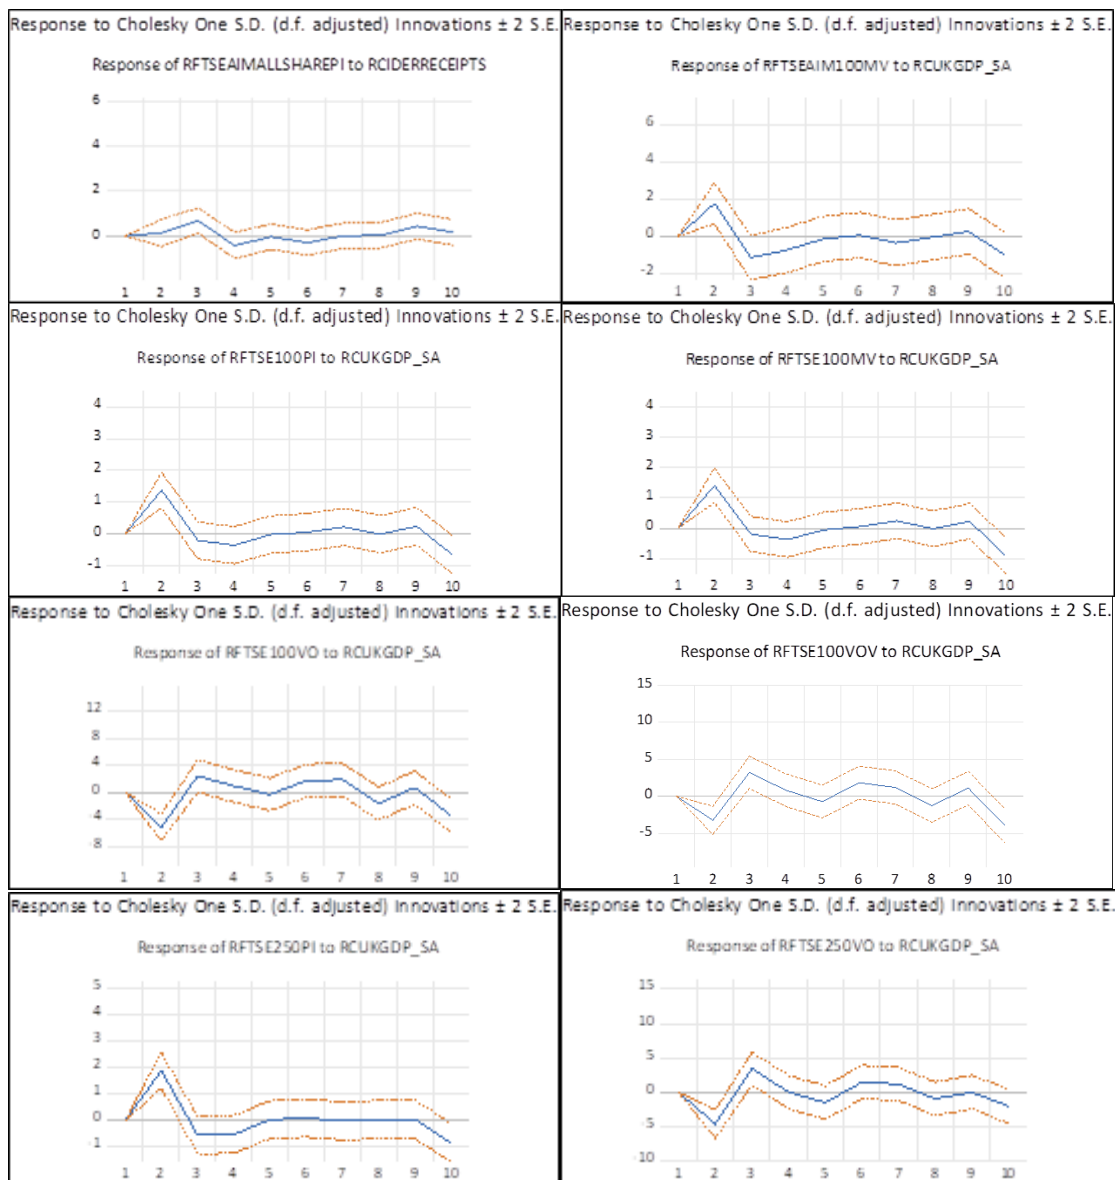 Response to Cholesky One S.D. (d.f. adjusted) Innovations ± 2 S.E.
Response of RFTSEAIMALLSHAREPI to RCIDERRECEIPTS
6
4
2
0
1 2 3 4 5 6 7 8 9 10
Response to Cholesky One S.D. (d.f. adjusted) Innovations ± 2 S.E.
Response of RFTSEAIM100MV to RCUKGDP_SA
6
4
2
0
-2
1 2 3 4 5 6 7 8 9 10
Response to Cholesky One S.D. (d.f. adjusted) Innovations ± 2 S.E.
Response of RFTSE100PI to RCUKGDP_SA
4
3
2
1
0
-1
1 2 3 4 5 6 7 8 9 10
Response to Cholesky One S.D. (d.f. adjusted) Innovations ± 2 S.E.
Response of RFTSE100MV to RCUKGDP_SA
4
3
2
1
0
-1
1 2 3 4 5 6 7 8 9 10
Response to Cholesky One S.D. (d.f. adjusted) Innovations ± 2 S.E.
Response of RFTSE100VO to RCUKGDP_SA
12
8
4
0
-4
-8
1 2 3 4 5 6 7 8 9 10
Response to Cholesky One S.D. (d.f. adjusted) Innovations ± 2 S.E.
Response of RFTSE100VOV to RCUKGDP_SA
15
10
5
0
-5
1 2 3 4 5 6 7 8 9 10
Response to Cholesky One S.D. (d.f. adjusted) Innovations ± 2 S.E.
Response of RFTSE250PI to RCUKGDP_SA
5
4
3
2
1
0
-1
1 2 3 4 5 6 7 8 9 10
Response to Cholesky One S.D. (d.f. adjusted) Innovations ± 2 S.E.
Response of RFTSE250VO to RCUKGDP_SA
15
10
5
0
-5
-10
1 2 3 4 5 6 7 8 9 10